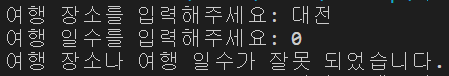 여행 장소를 입력해주세요: 대전
여행 일수를 입력해주세요: 0
여행 장소나 여행 일수가 잘못 되었습니다.